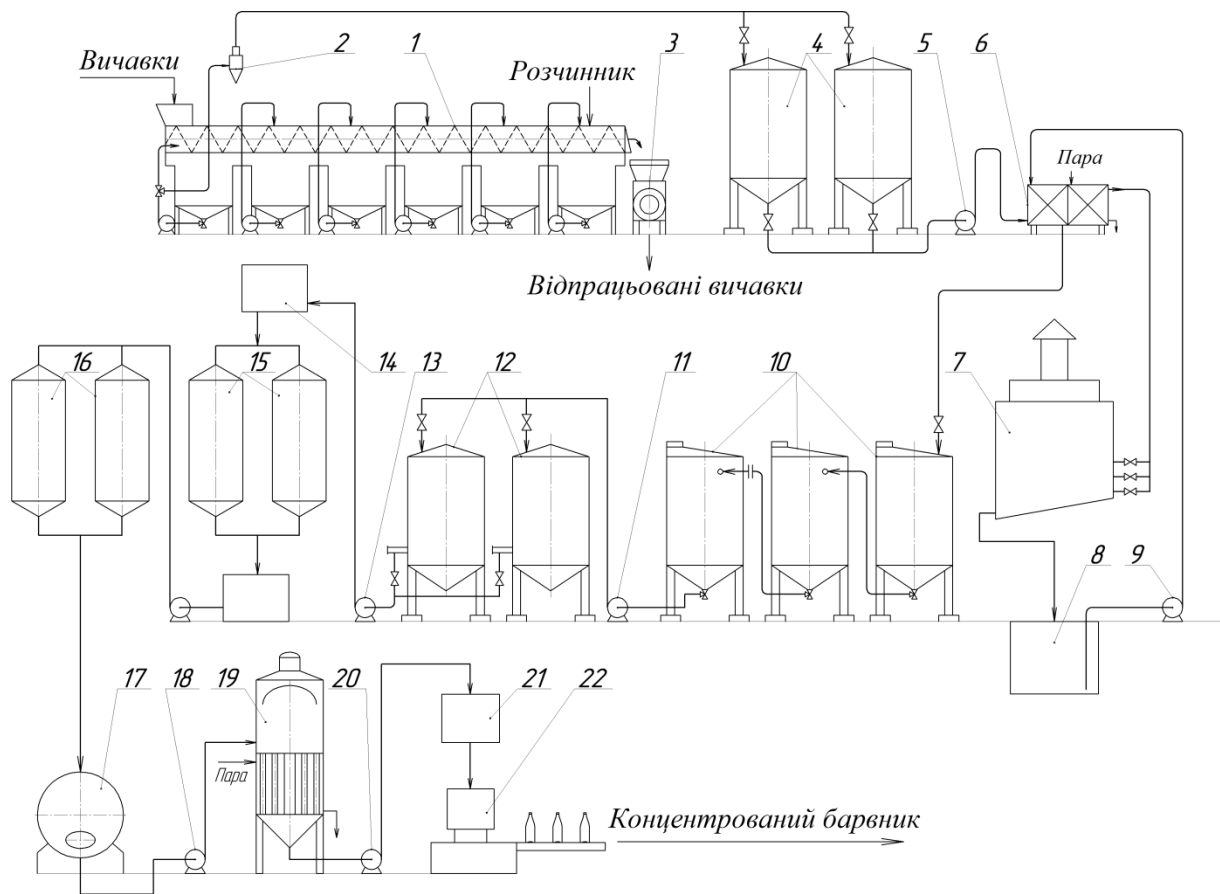 2 1 3 4 5 6
Вичавки
Розчинник
Пара
Відпрацьовані вичавки
16 15 14 13 12 11 10 7
8 9
17 18 19 20 21 22
Пара
Концентрований барвник